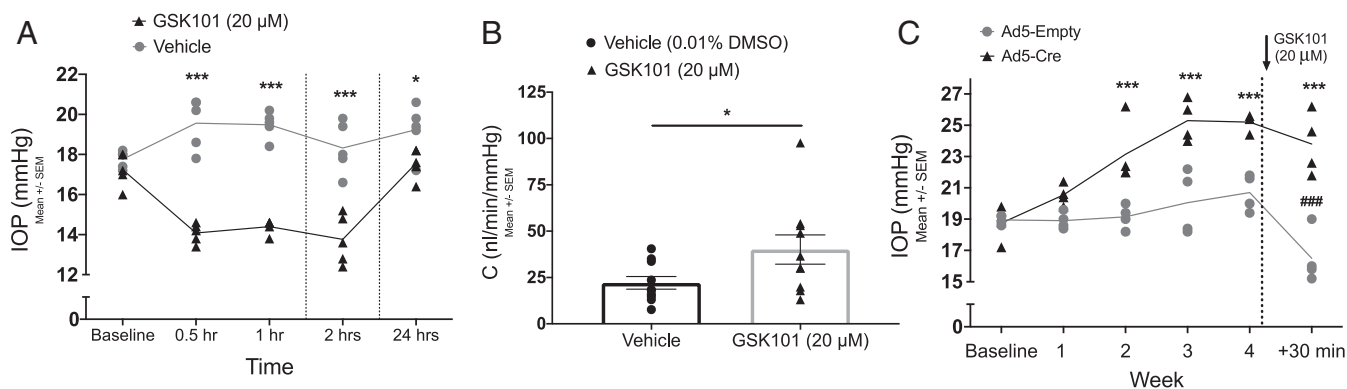 A
GSK101 (20 µM)
Vehicle
IOP (mmHg)
Mean +/- SEM
22
20
18
16
14
12
0
***
***
***
*
Baseline
0.5 hr
1 hr
2 hrs
24 hrs
Time
B
Vehicle (0.01% DMSO)
GSK101 (20 µM)
C (nl/min/mmHg)
Mean +/- SEM
125
100
75
50
25
0
*
Vehicle
GSK101 (20 µM)
C
Ad5-Empty
Ad5-Cre
GSK101
(20 µM)
IOP (mmHg)
Mean +/- SEM
27
25
23
21
19
17
15
0
***
***
***
***
###
Baseline
1
2
3
4
+30 min
Week